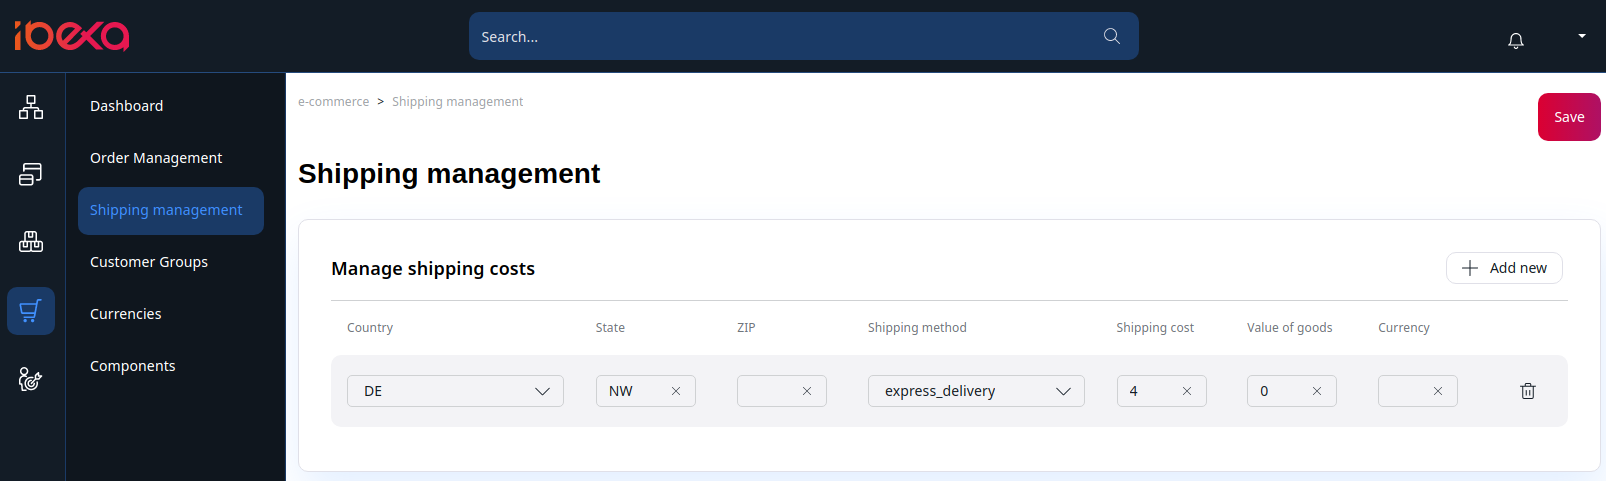 ibexa
Search...
Dashboard
Order Management
Shipping management
Customer Groups
Currencies
Components
e-commerce > Shipping management
Save
Shipping management
Manage shipping costs
Add new
Country State ZIP Shipping method Shipping cost Value of goods Currency
DE NW express_delivery 4 0